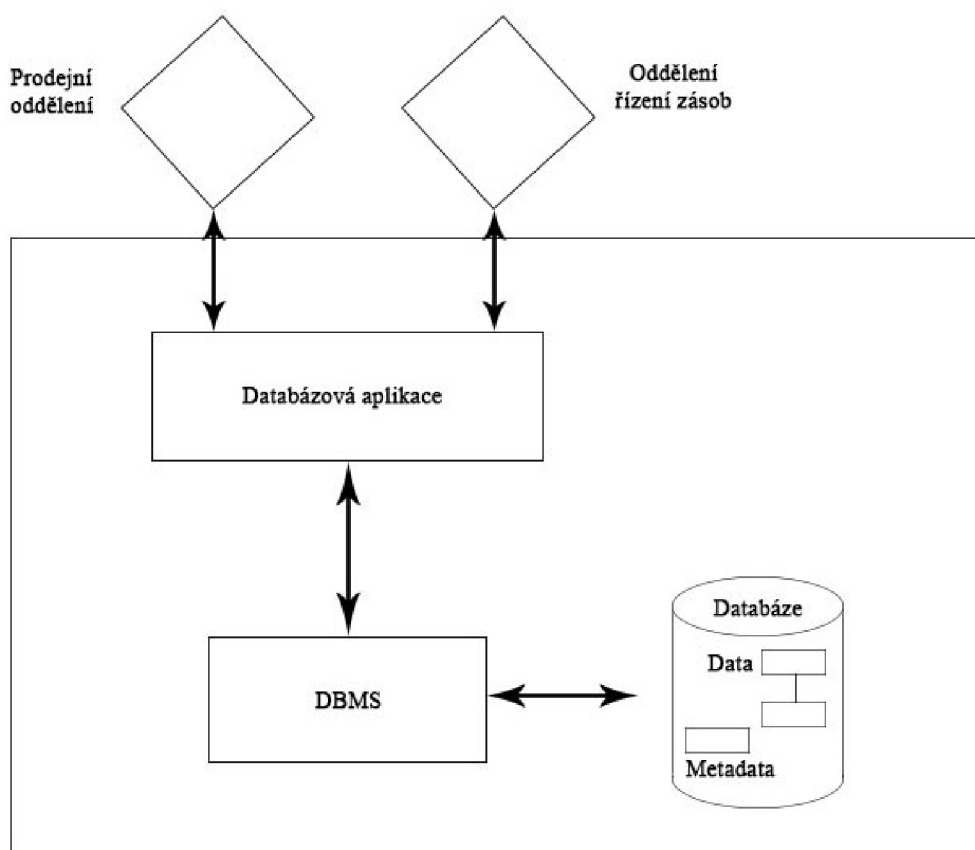 Prodejní
oddělení
Oddělení
řízení zásob
Databázová aplikace
Databáze
Data
DBMS
Metadata